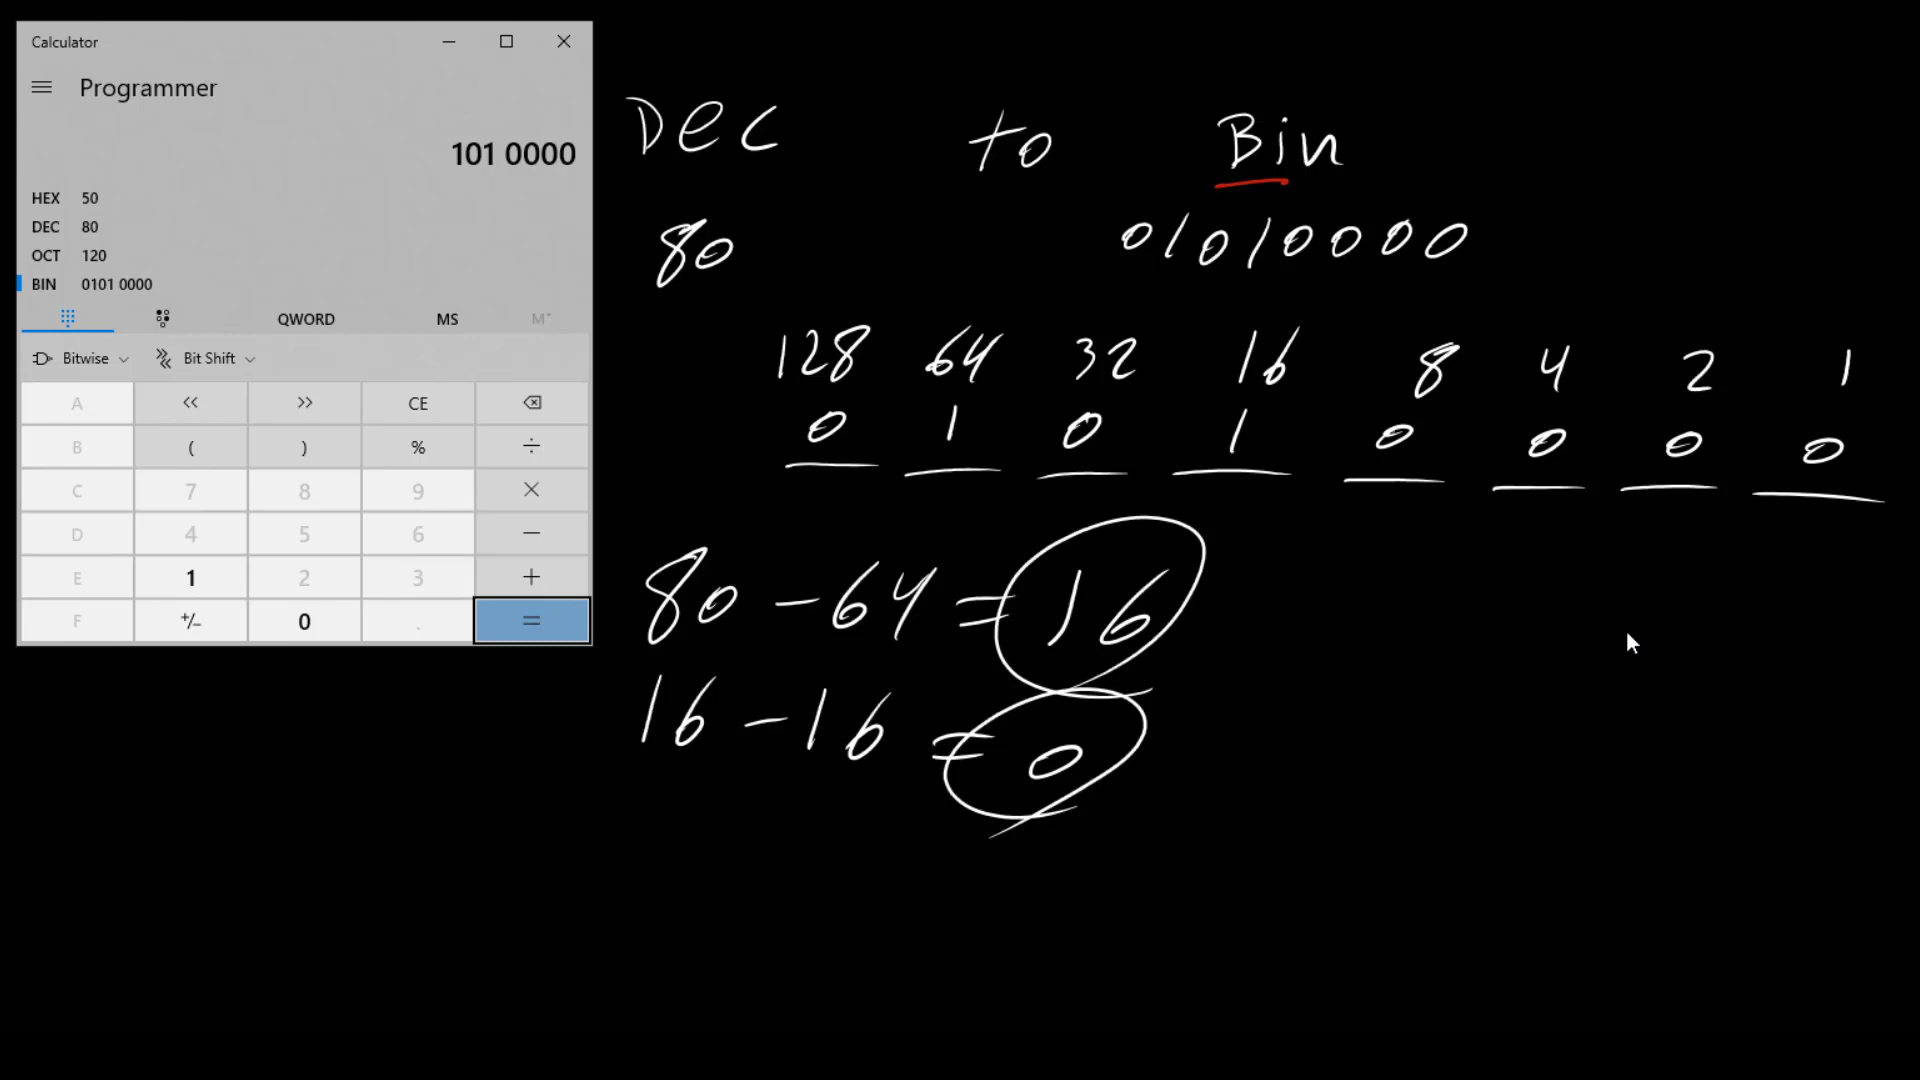 Calculator
Programmer
101 0000
HEX 50
DEC 80
OCT 120
BIN 0101 0000
QWORD MS M˅
Bitwise Bit Shift
A << >> CE
B ( ) % ÷
C 7 8 9 ×
D 4 5 6 −
E 1 2 3 +
F +/− 0 . =
Dec to Bin
80 01010000
128 64 32 16 8 4 2 1
0 1 0 1 0 0 0 0
80 - 64 = 16
16 - 16 = 0